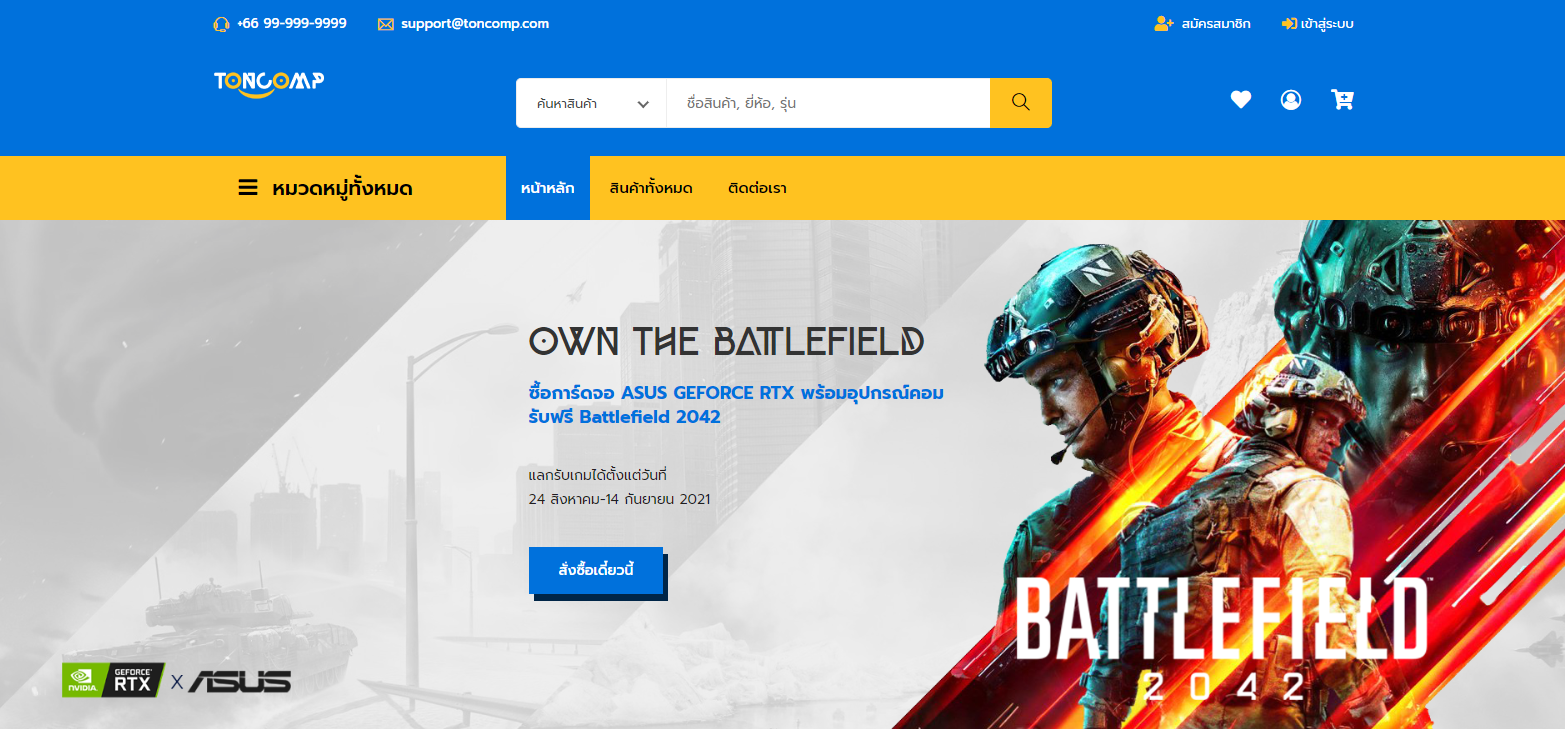 +66 99-999-9999
support@toncomp.com
สมัครสมาชิก
เข้าสู่ระบบ
TONCOMP
ค้นหาสินค้า
ชื่อสินค้า, ยี่ห้อ, รุ่น
หมวดหมู่ทั้งหมด
หน้าหลัก
สินค้าทั้งหมด
ติดต่อเรา
OWN THE BATTLEFIELD
ซื้อการ์ดจอ ASUS GEFORCE RTX พร้อมอุปกรณ์คอม
รับฟรี Battlefield 2042
แลกรับเกมได้ตั้งแต่วันที่
24 สิงหาคม-14 กันยายน 2021
สั่งซื้อเดี๋ยวนี้
BATTLEFIELD™
2042
NVIDIA. GEFORCE RTX X ASUS